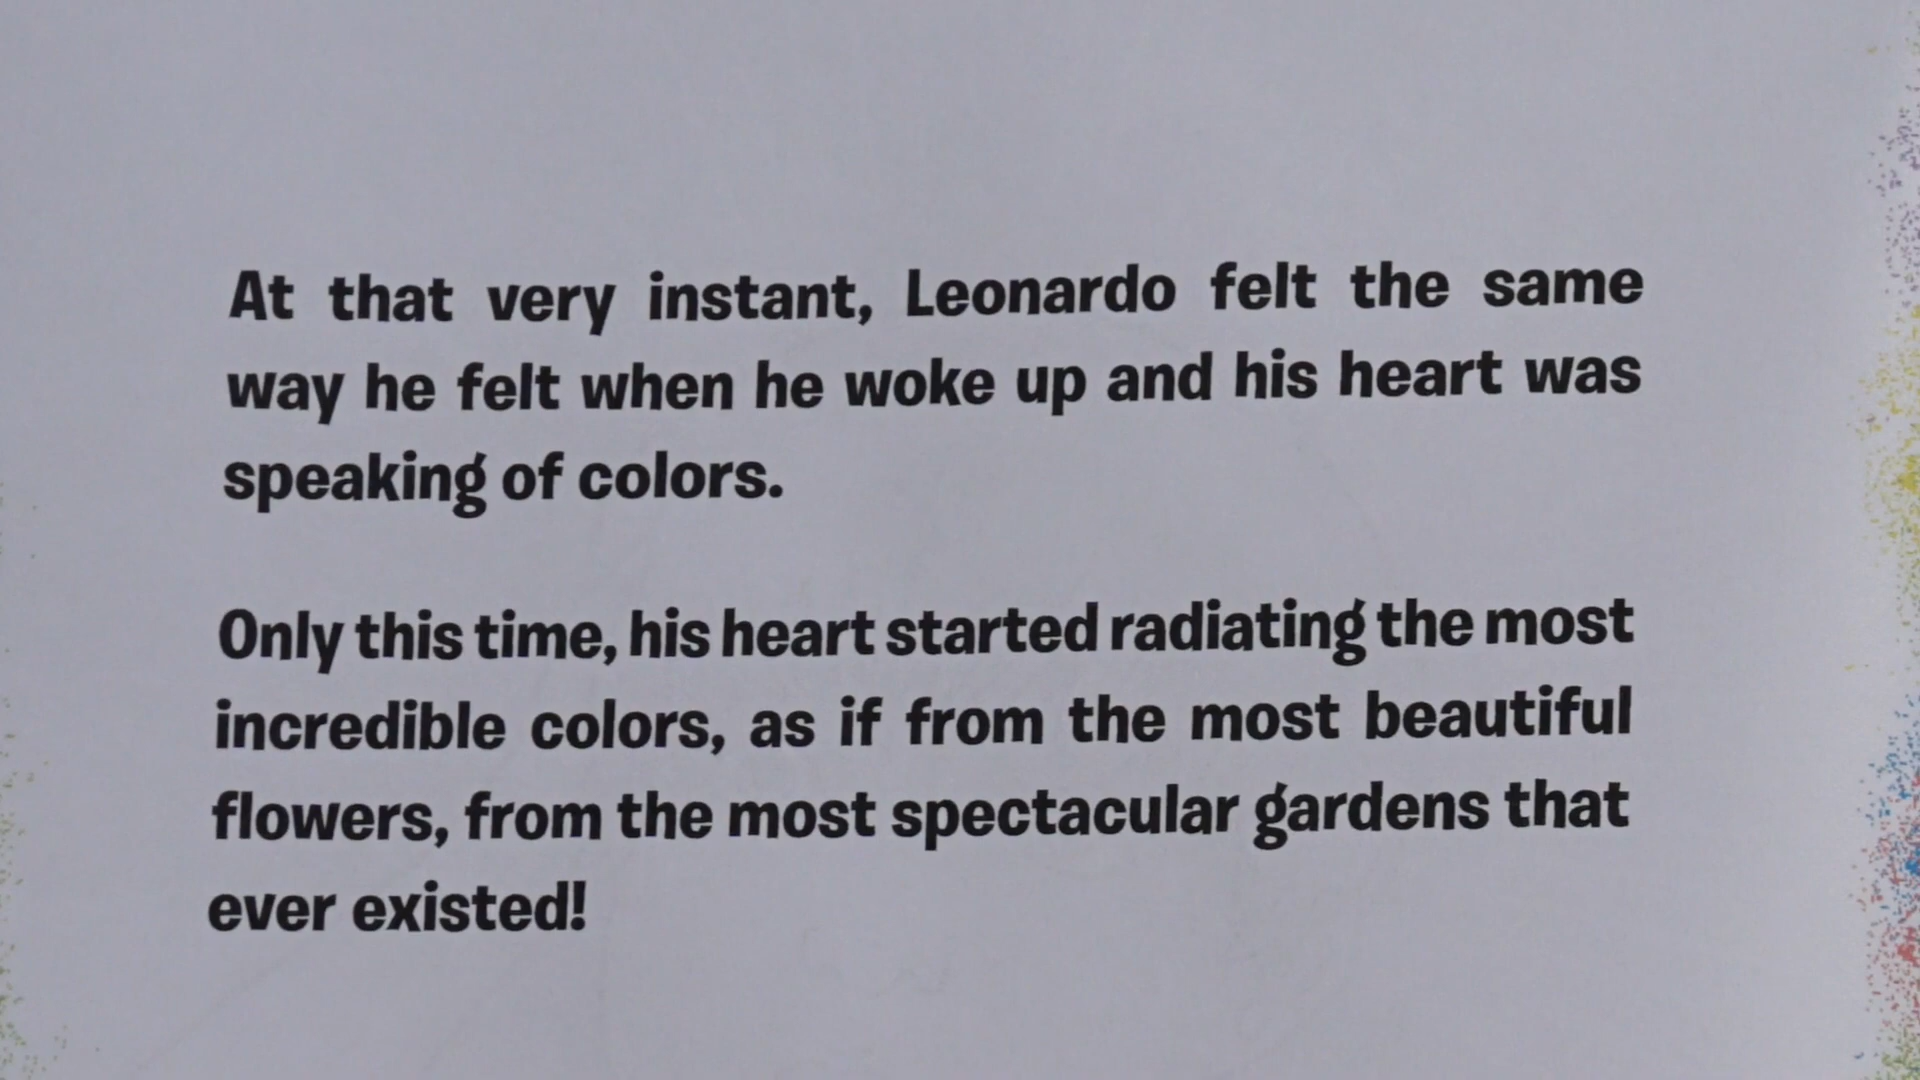 At that very instant, Leonardo felt the same
way he felt when he woke up and his heart was
speaking of colors.
Only this time, his heart started radiating the most
incredible colors, as if from the most beautiful
flowers, from the most spectacular gardens that
ever existed!